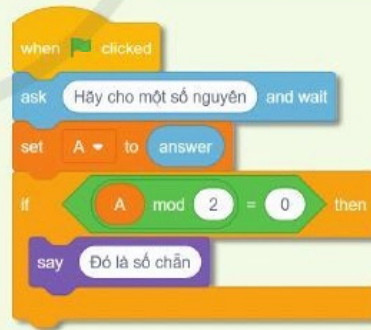 when clicked
ask Hãy cho một số nguyên and wait
set A to answer
if A mod 2 = 0 then
say Đó là số chẵn